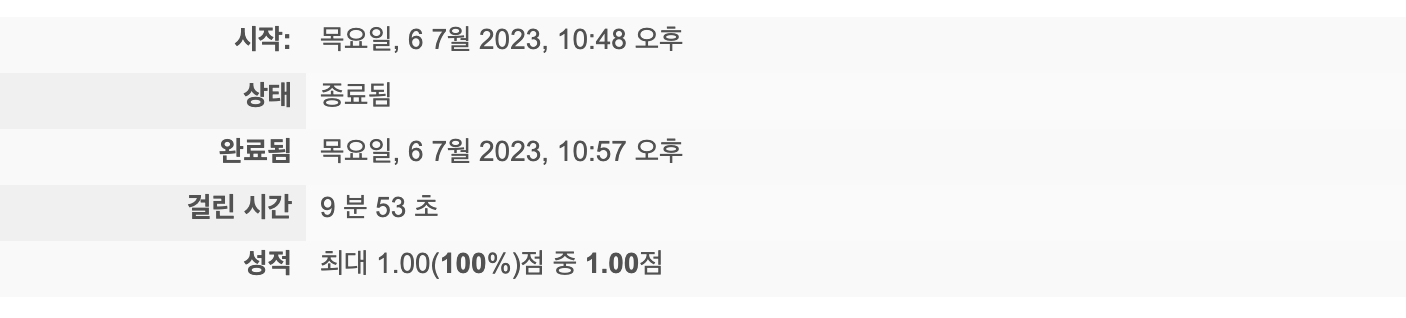 시작: 목요일, 6 7월 2023, 10:48 오후
상태 종료됨
완료됨 목요일, 6 7월 2023, 10:57 오후
걸린 시간 9 분 53 초
성적 최대 1.00(100%)점 중 1.00점